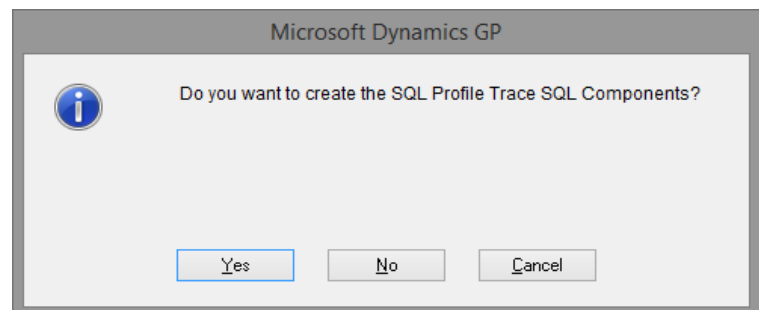 Microsoft Dynamics GP
Do you want to create the SQL Profile Trace SQL Components?
Yes No Cancel